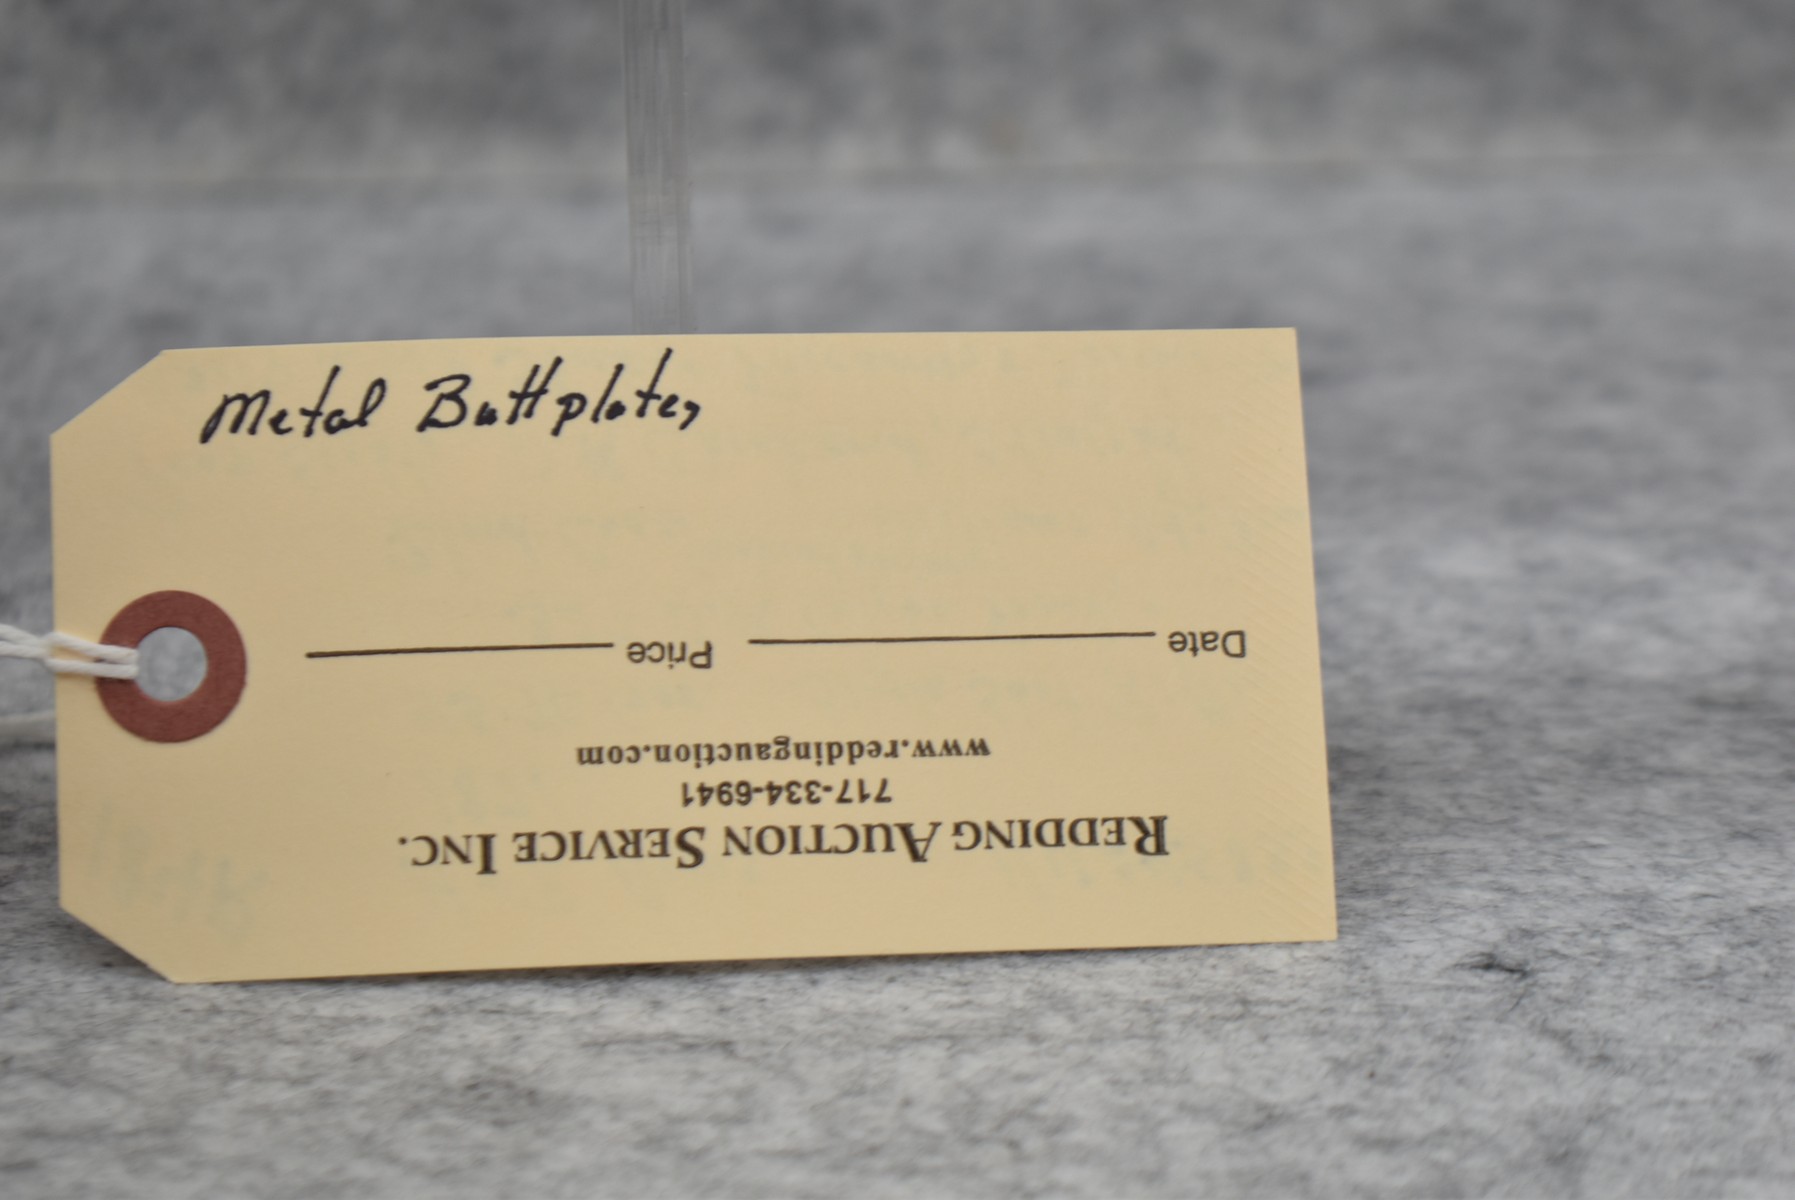 Metal Buttplates,
Date Price
www.reddingauction.com
717-334-6941
REDDING AUCTION SERVICE INC.